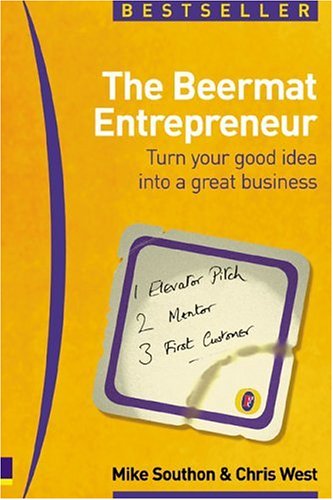 BESTSELLER
The Beermat
Entrepreneur
Turn your good idea
into a great business
1 Elevator Pitch
2 Mentor
3 First Customer
Mike Southon & Chris West